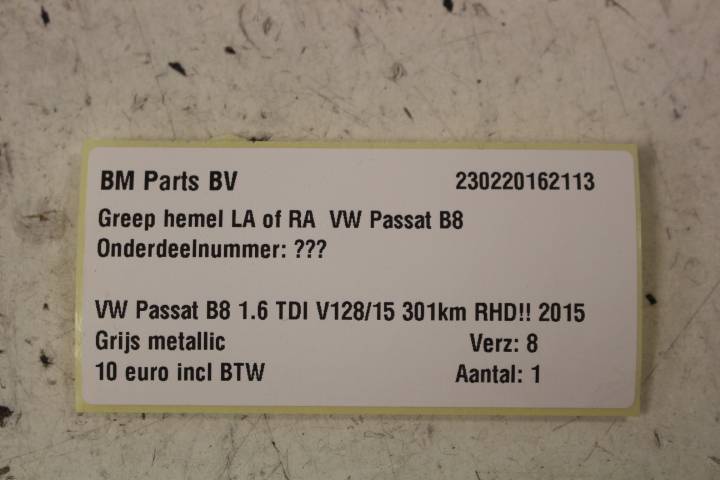 BM Parts BV 230220162113
Greep hemel LA of RA VW Passat B8
Onderdeelnummer: ???
VW Passat B8 1.6 TDI V128/15 301km RHD!! 2015
Grijs metallic Verz: 8
10 euro incl BTW Aantal: 1